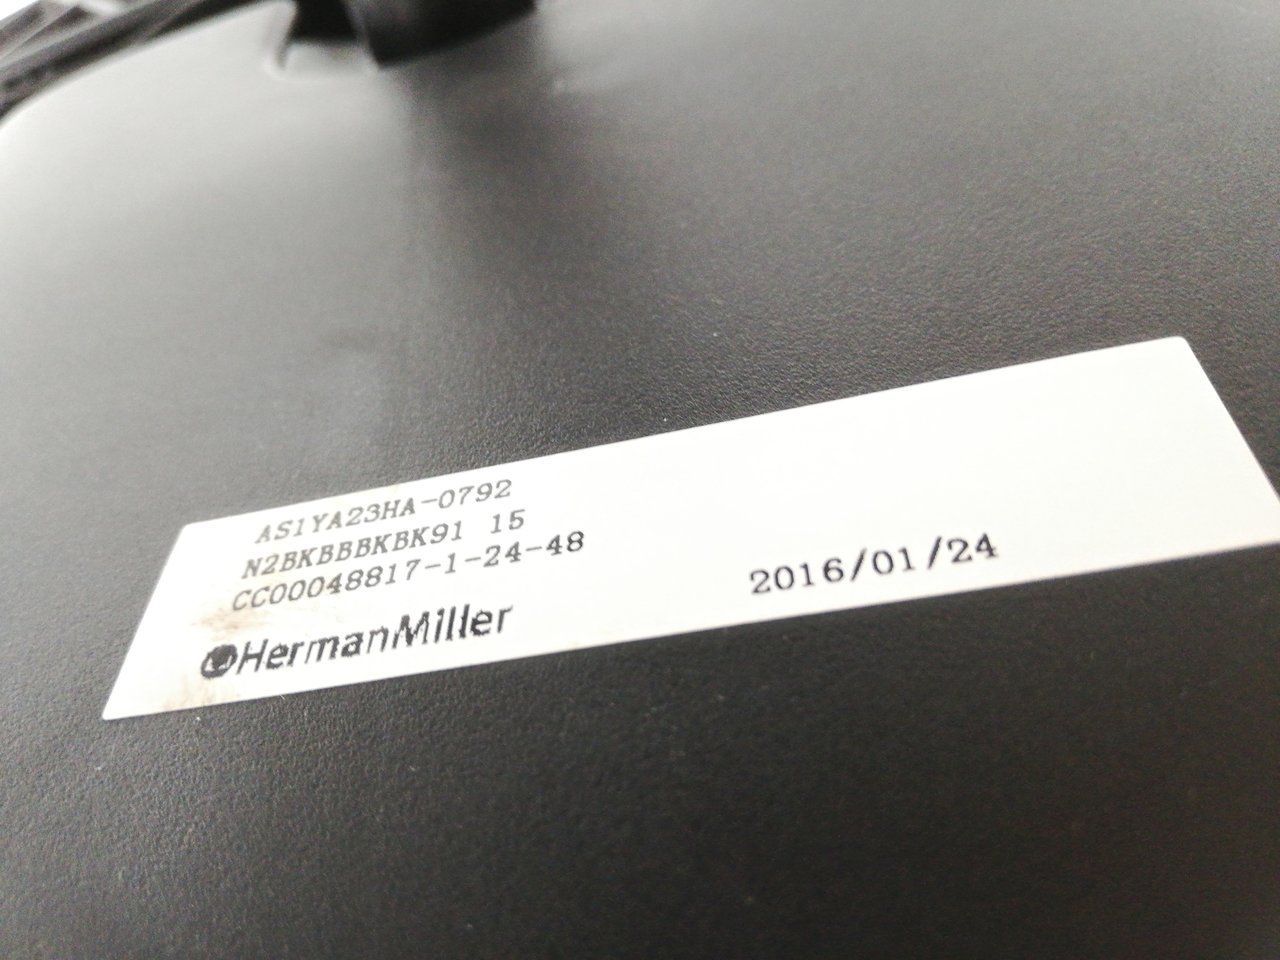 AS1YA23HA-0792
N2BKBBBKBK91 15
CC00048817-1-24-48
HermanMiller
2016/01/24